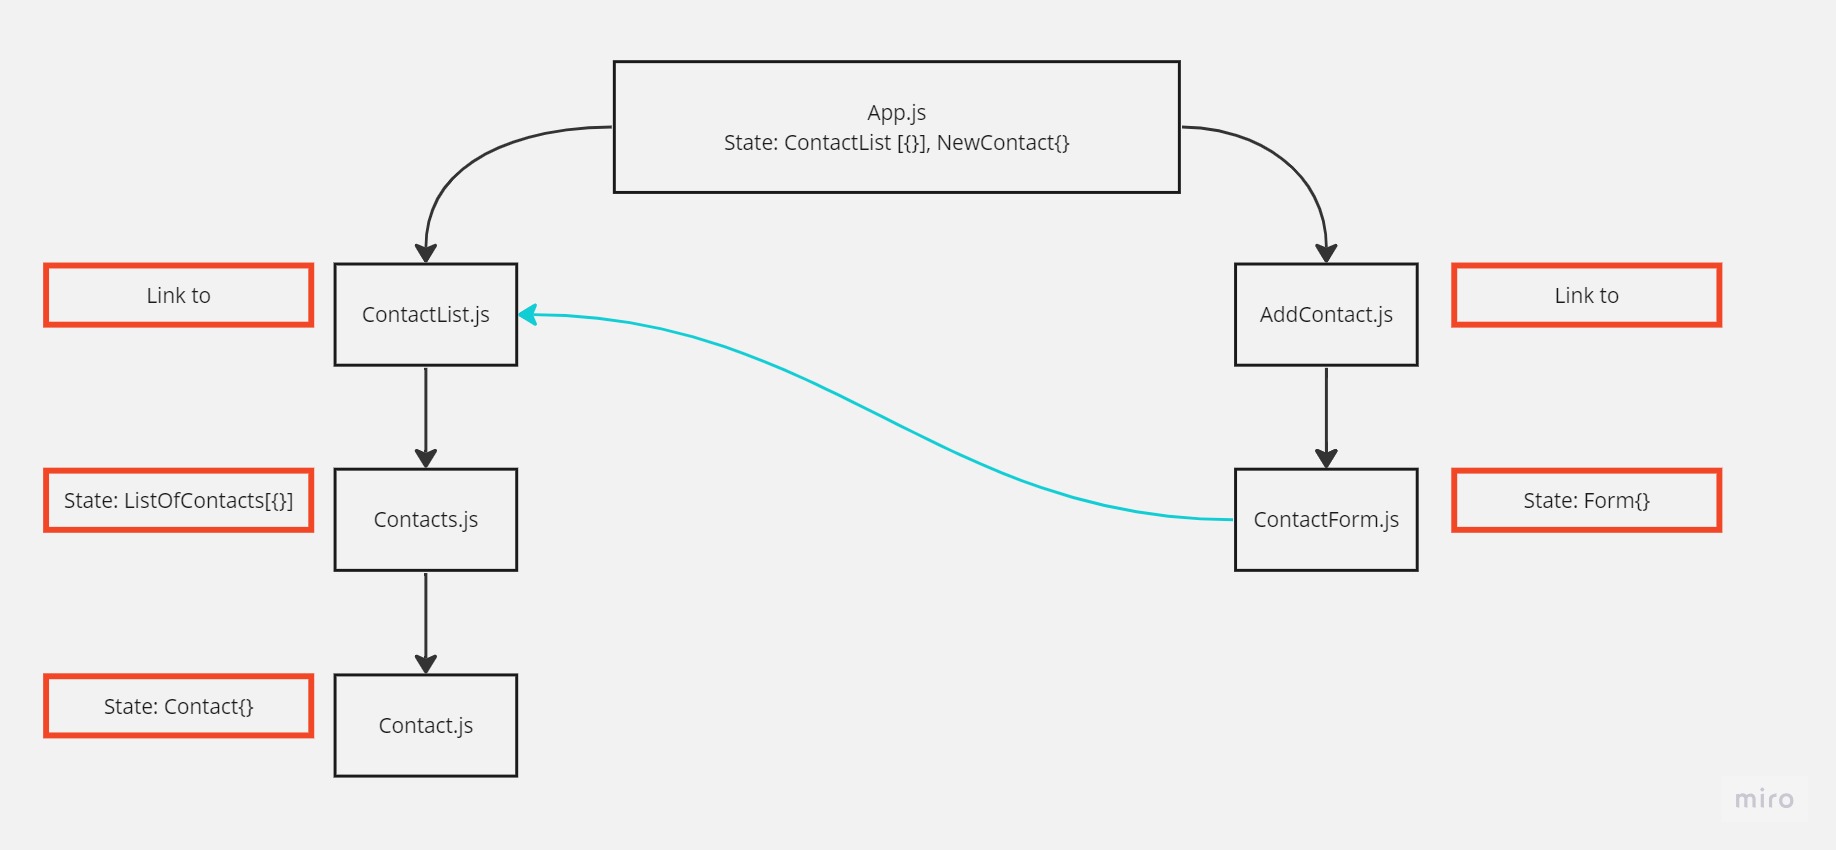 App.js
State: ContactList [{}], NewContact{}
Link to
ContactList.js
AddContact.js
Link to
State: ListOfContacts[{}]
Contacts.js
ContactForm.js
State: Form{}
State: Contact{}
Contact.js
miro